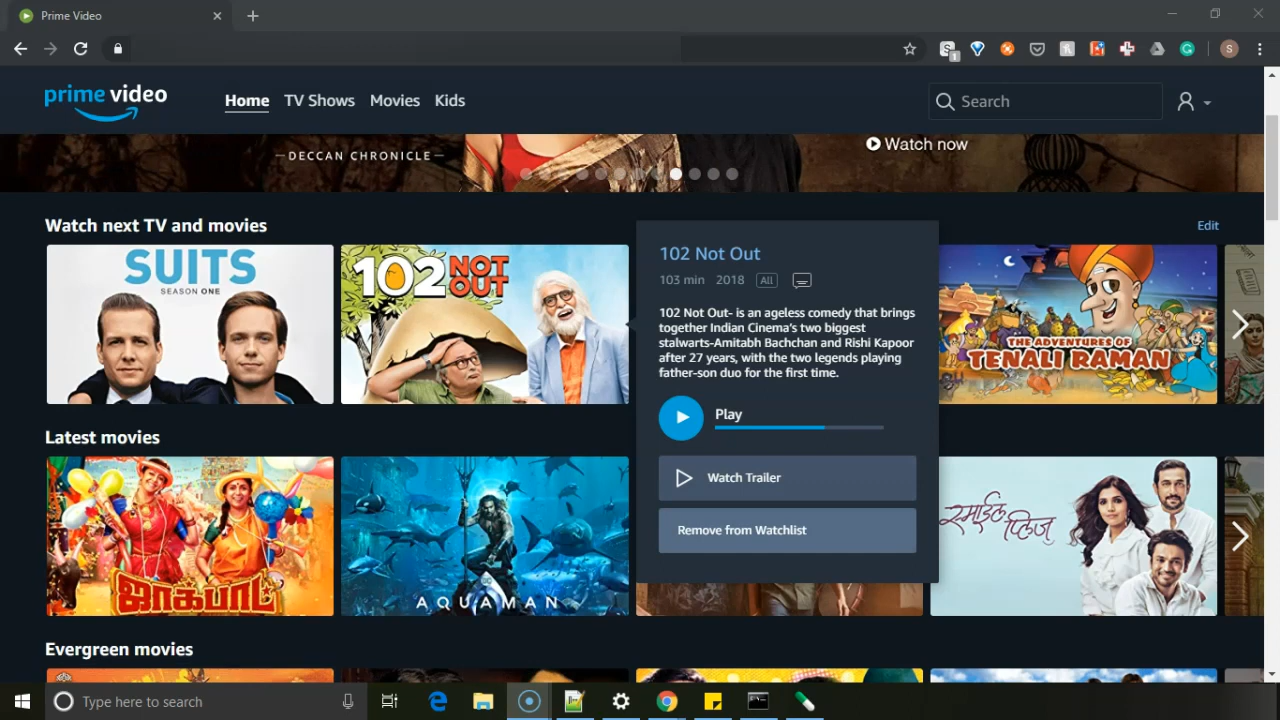 Prime Video
S
1
prime video
Home
TV Shows
Movies
Kids
Search
—DECCAN CHRONICLE—
Watch now
Watch next TV and movies
Edit
SUITS
SEASON ONE
102 NOT OUT
102 Not Out
103 min 2018 All
102 Not Out- is an ageless comedy that brings
together Indian Cinema's two biggest
stalwarts-Amitabh Bachchan and Rishi Kapoor
after 27 years, with the two legends playing
father-son duo for the first time.
Play
Watch Trailer
Remove from Watchlist
THE ADVENTURES OF
TENALI RAMAN
Latest movies
ஜாக்பாட்
AQUAMAN
स्माईल प्लिज
Evergreen movies
Type here to search